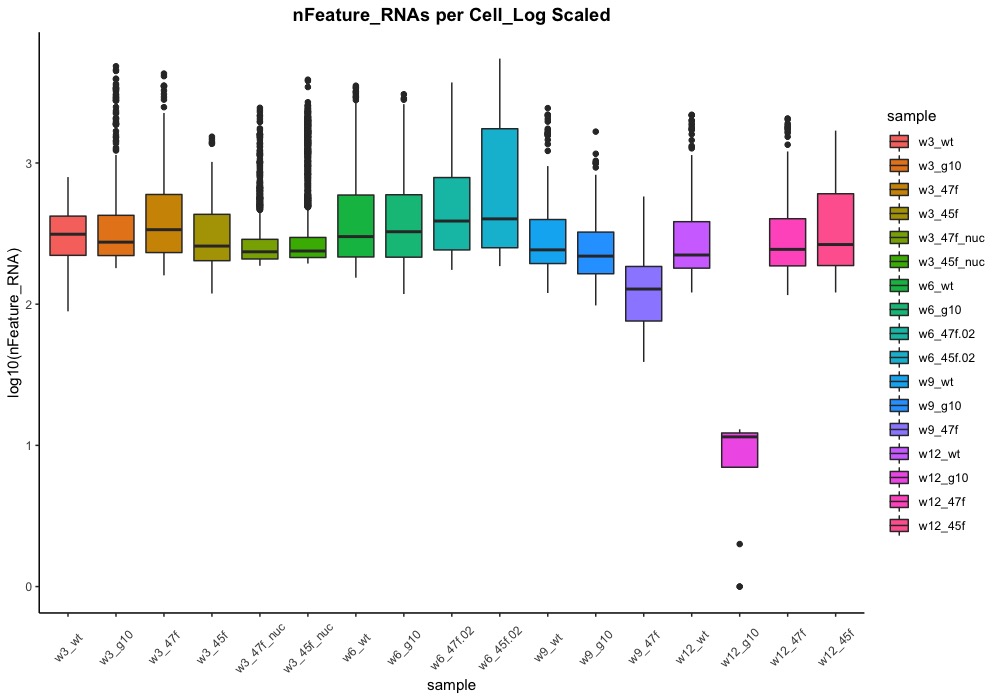 nFeature_RNAs per Cell_Log Scaled
log10(nFeature_RNA)
3
2
1
0
w3_wt
w3_g10
w3_47f
w3_45f
w3_47f_nuc
w3_45f_nuc
w6_wt
w6_g10
w6_47f.02
w6_45f.02
w9_wt
w9_g10
w9_47f
w12_wt
w12_g10
w12_47f
w12_45f
sample
sample
w3_wt
w3_g10
w3_47f
w3_45f
w3_47f_nuc
w3_45f_nuc
w6_wt
w6_g10
w6_47f.02
w6_45f.02
w9_wt
w9_g10
w9_47f
w12_wt
w12_g10
w12_47f
w12_45f